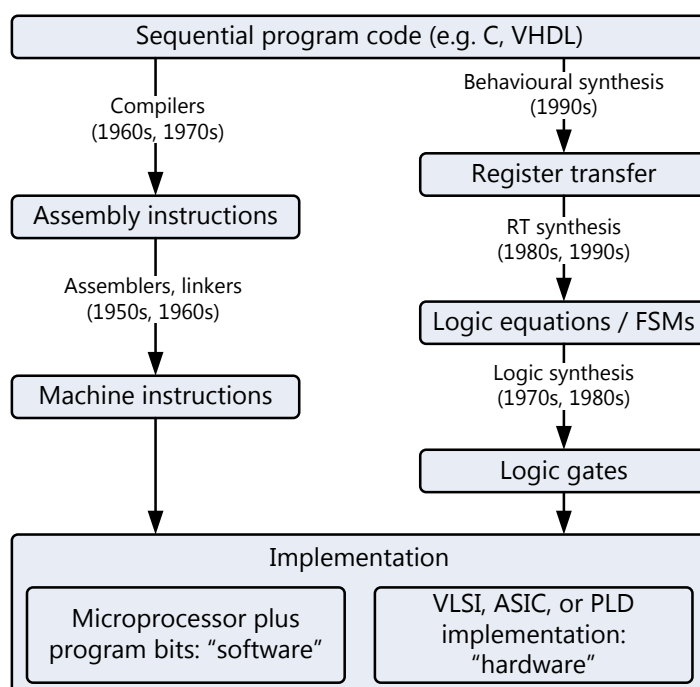 Sequential program code (e.g. C, VHDL)
Compilers
(1960s, 1970s)
Assembly instructions
Assemblers, linkers
(1950s, 1960s)
Machine instructions
Behavioural synthesis
(1990s)
Register transfer
RT synthesis
(1980s, 1990s)
Logic equations / FSMs
Logic synthesis
(1970s, 1980s)
Logic gates
Implementation
Microprocessor plus
program bits: “software”
VLSI, ASIC, or PLD
implementation:
“hardware”